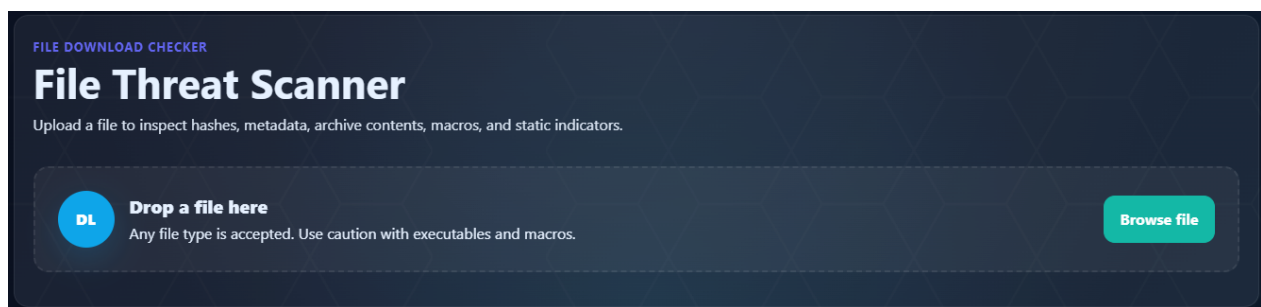 FILE DOWNLOAD CHECKER
File Threat Scanner
Upload a file to inspect hashes, metadata, archive contents, macros, and static indicators.
DL
Drop a file here
Any file type is accepted. Use caution with executables and macros.
Browse file